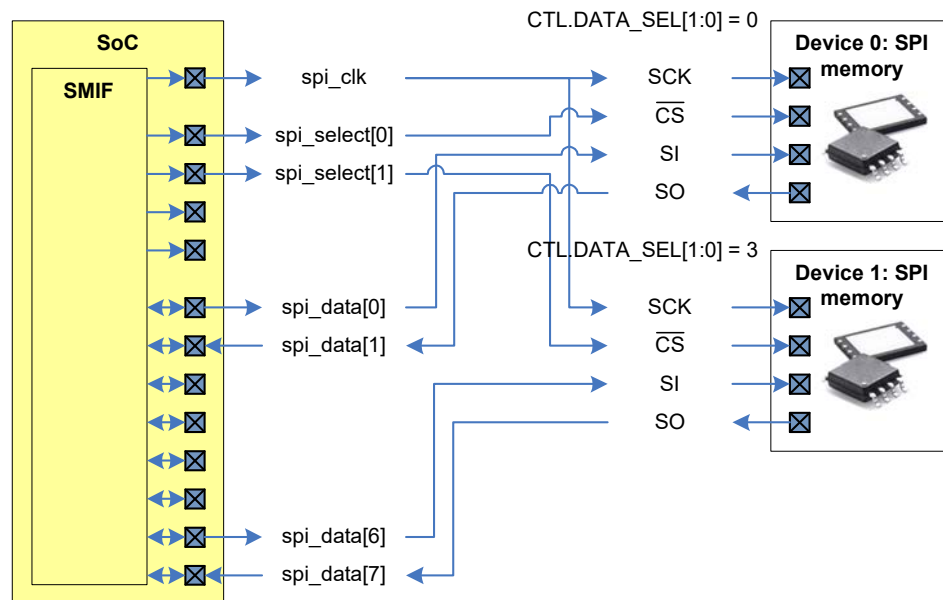 SoC
SMIF
spi_clk
spi_select[0]
spi_select[1]
spi_data[0]
spi_data[1]
spi_data[6]
spi_data[7]
CTL.DATA_SEL[1:0] = 0
SCK
CS
SI
SO
Device 0: SPI
memory
CTL.DATA_SEL[1:0] = 3
SCK
CS
SI
SO
Device 1: SPI
memory